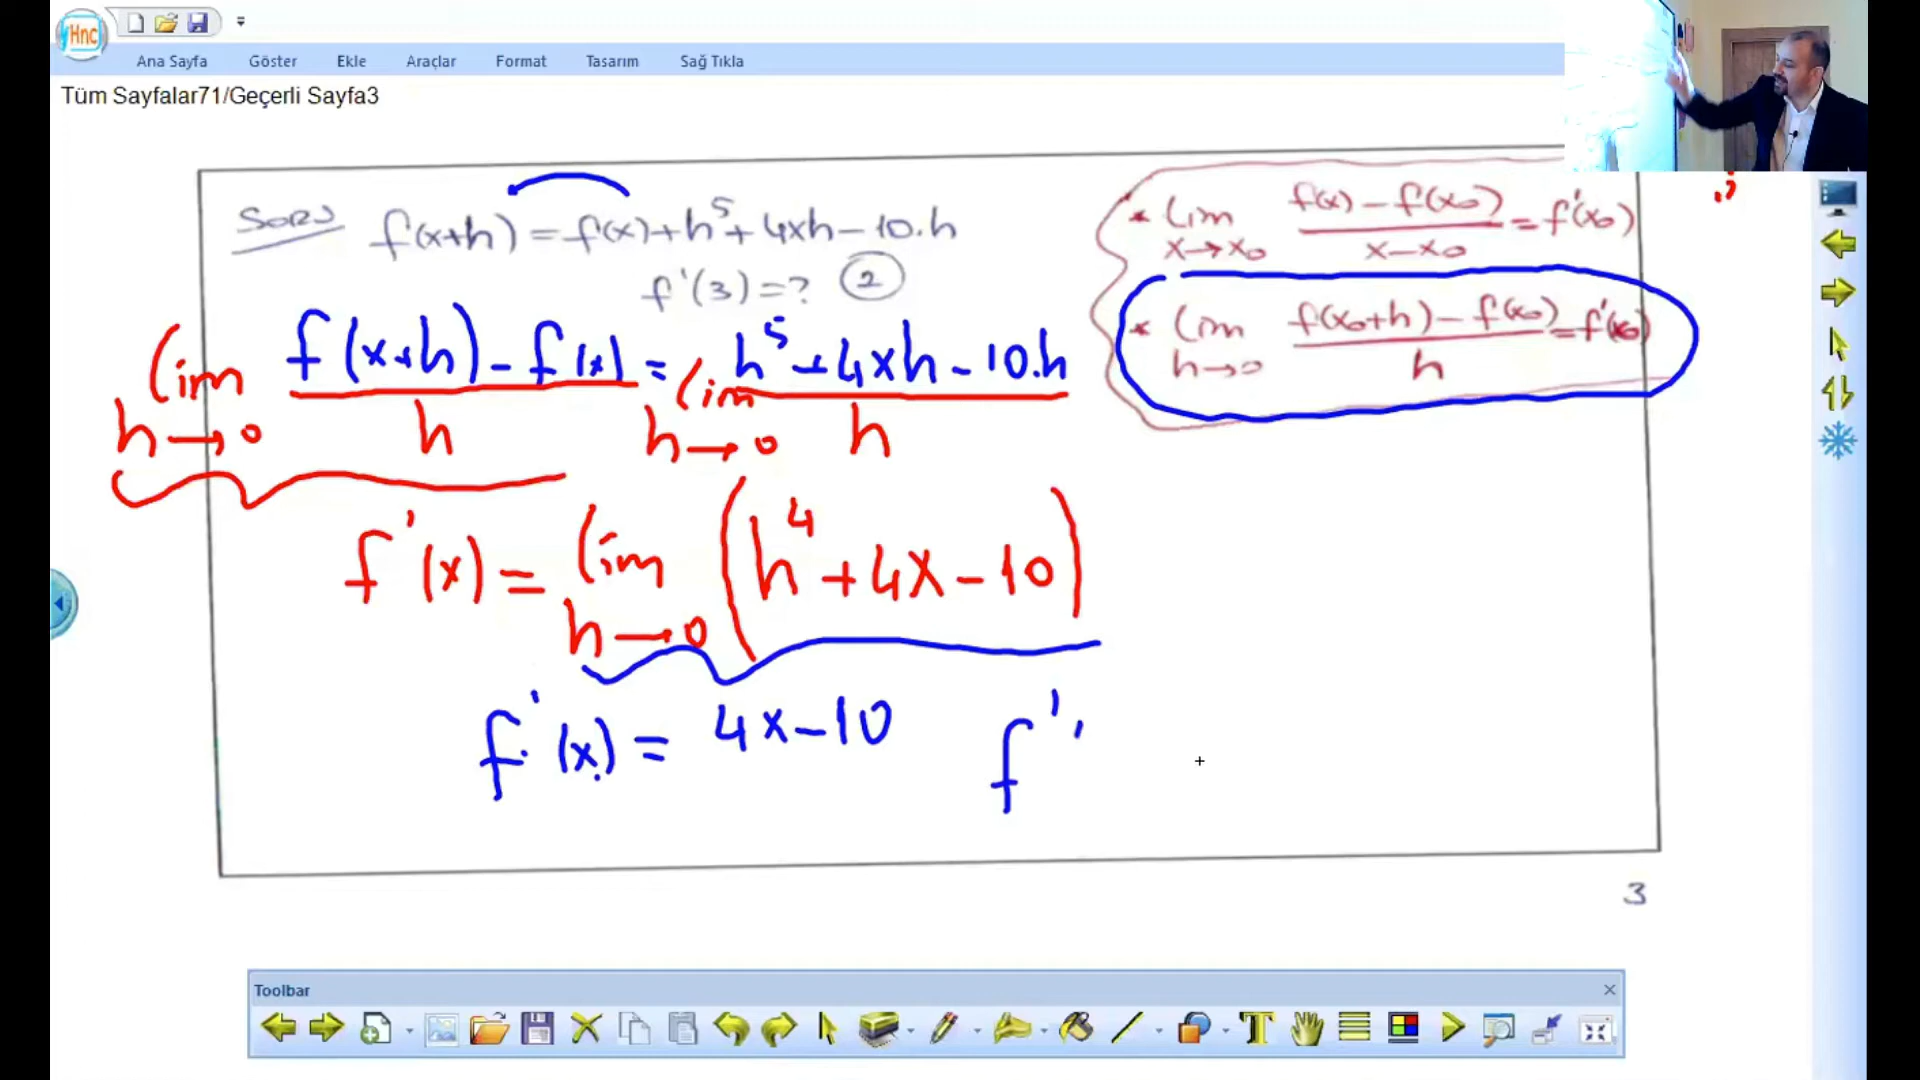 Hnc
Ana Sayfa Göster Ekle Araçlar Format Tasarım Sağ Tıkla
Tüm Sayfalar71/Geçerli Sayfa3
Soru f(x+h) = f(x)+h⁵+4xh-10.h
f'(3)=? 2
* lim x→x₀ (f(x)-f(x₀))/(x-x₀) = f'(x₀)
* lim h→0 (f(x₀+h)-f(x₀))/h = f'(x₀)
lim h→0 (f(x+h)-f(x))/h = lim h→0 (h⁵+4xh-10.h)/h
f'(x) = lim h→0 (h⁴+4x-10)
f'(x) = 4x-10 f'
3
Toolbar